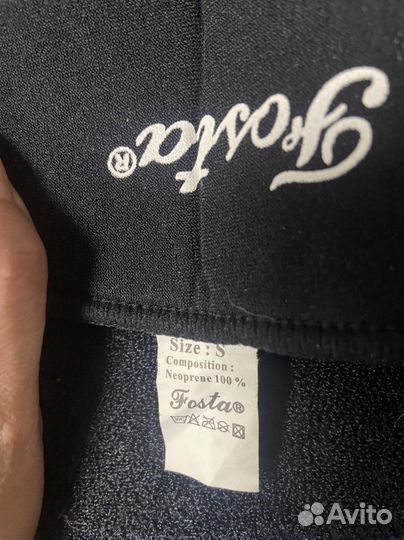 Fosta®
Size : S
Composition :
Neoprene 100 %
Fosta®
Avito